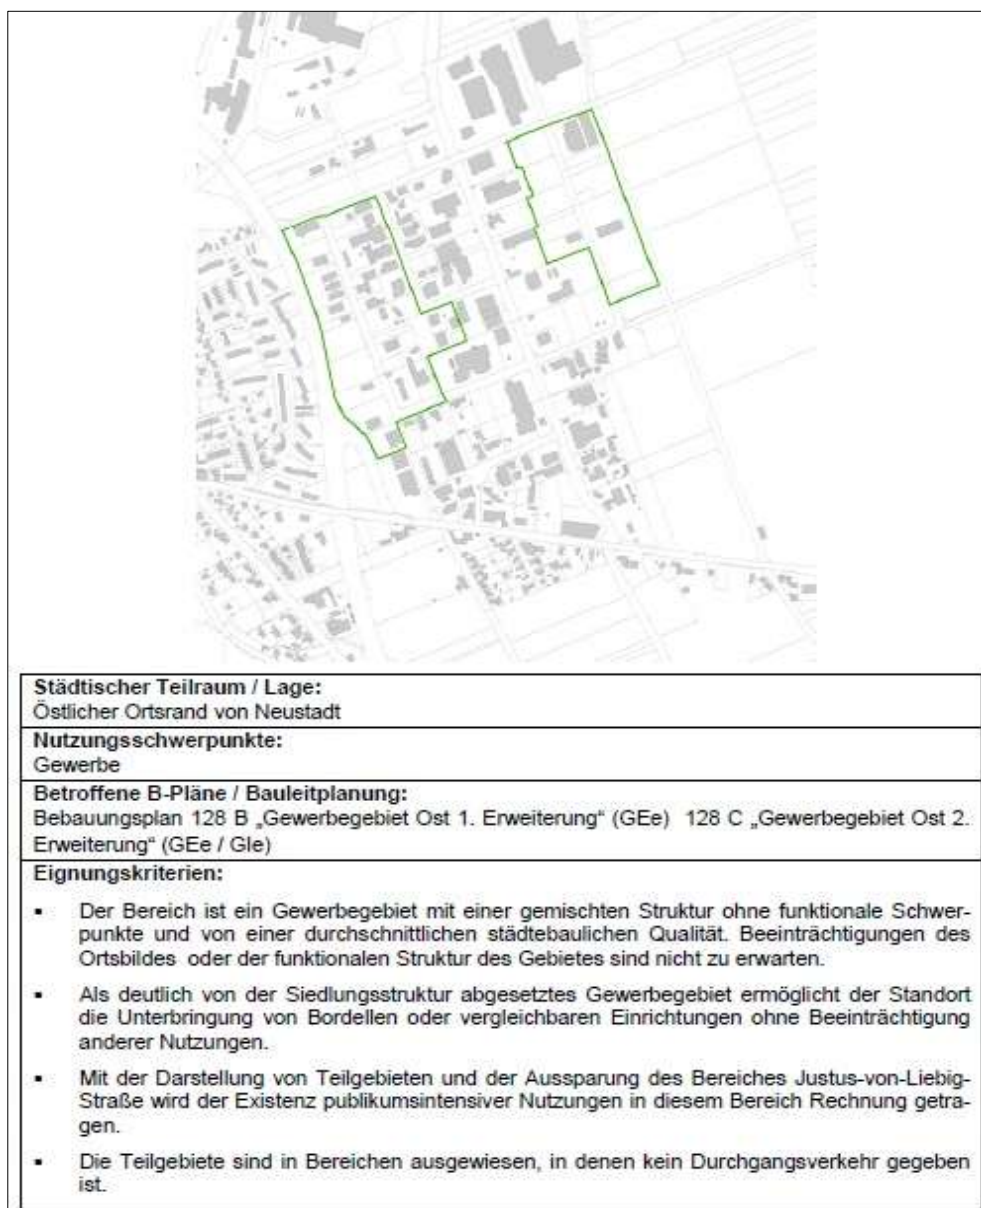 Städtischer Teilraum / Lage:
Östlicher Ortsrand von Neustadt
Nutzungsschwerpunkte:
Gewerbe
Betroffene B-Pläne / Bauleitplanung:
Bebauungsplan 128 B „Gewerbegebiet Ost 1. Erweiterung“ (GEe) 128 C „Gewerbegebiet Ost 2.
Erweiterung“ (GEe / GIe)
Eignungskriterien:
▪ Der Bereich ist ein Gewerbegebiet mit einer gemischten Struktur ohne funktionale Schwer-
punkte und von einer durchschnittlichen städtebaulichen Qualität. Beeinträchtigungen des
Ortsbildes oder der funktionalen Struktur des Gebietes sind nicht zu erwarten.
▪ Als deutlich von der Siedlungsstruktur abgesetztes Gewerbegebiet ermöglicht der Standort
die Unterbringung von Bordellen oder vergleichbaren Einrichtungen ohne Beeinträchtigung
anderer Nutzungen.
▪ Mit der Darstellung von Teilgebieten und der Aussparung des Bereiches Justus-von-Liebig-
Straße wird der Existenz publikumsintensiver Nutzungen in diesem Bereich Rechnung getra-
gen.
▪ Die Teilgebiete sind in Bereichen ausgewiesen, in denen kein Durchgangsverkehr gegeben
ist.